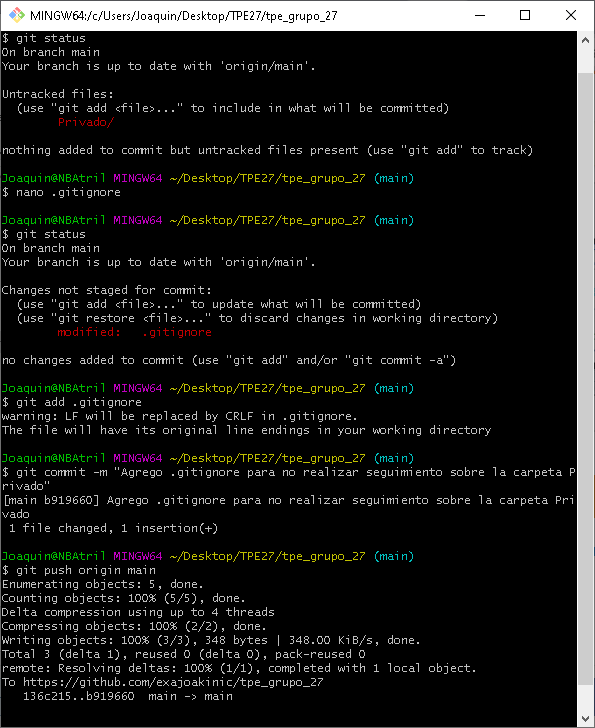 MINGW64:/c/Users/Joaquin/Desktop/TPE27/tpe_grupo_27
$ git status
On branch main
Your branch is up to date with 'origin/main'.
Untracked files:
  (use "git add <file>..." to include in what will be committed)
        Privado/
nothing added to commit but untracked files present (use "git add" to track)
Joaquin@NBAtril MINGW64 ~/Desktop/TPE27/tpe_grupo_27 (main)
$ nano .gitignore
Joaquin@NBAtril MINGW64 ~/Desktop/TPE27/tpe_grupo_27 (main)
$ git status
On branch main
Your branch is up to date with 'origin/main'.
Changes not staged for commit:
  (use "git add <file>..." to update what will be committed)
  (use "git restore <file>..." to discard changes in working directory)
        modified:   .gitignore
no changes added to commit (use "git add" and/or "git commit -a")
Joaquin@NBAtril MINGW64 ~/Desktop/TPE27/tpe_grupo_27 (main)
$ git add .gitignore
warning: LF will be replaced by CRLF in .gitignore.
The file will have its original line endings in your working directory
Joaquin@NBAtril MINGW64 ~/Desktop/TPE27/tpe_grupo_27 (main)
$ git commit -m "Agrego .gitignore para no realizar seguimiento sobre la carpeta P
rivado"
[main b919660] Agrego .gitignore para no realizar seguimiento sobre la carpeta Pri
vado
 1 file changed, 1 insertion(+)
Joaquin@NBAtril MINGW64 ~/Desktop/TPE27/tpe_grupo_27 (main)
$ git push origin main
Enumerating objects: 5, done.
Counting objects: 100% (5/5), done.
Delta compression using up to 4 threads
Compressing objects: 100% (2/2), done.
Writing objects: 100% (3/3), 348 bytes | 348.00 KiB/s, done.
Total 3 (delta 1), reused 0 (delta 0), pack-reused 0
remote: Resolving deltas: 100% (1/1), completed with 1 local object.
To https://github.com/exajoakinic/tpe_grupo_27
   136c215..b919660  main -> main